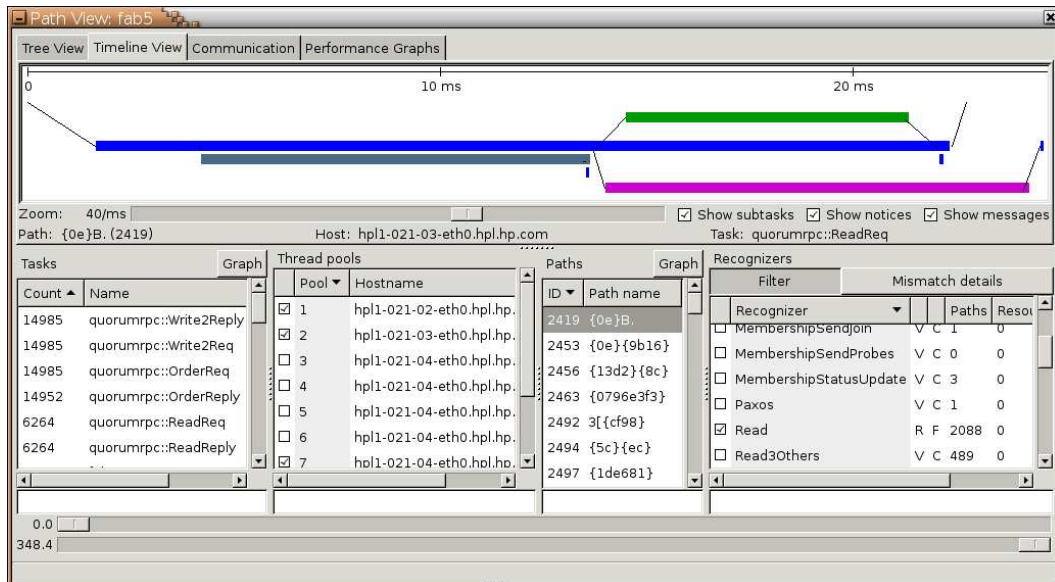 Path View: fab5
Tree View Timeline View Communication Performance Graphs
0 10 ms 20 ms
Zoom: 40/ms Show subtasks Show notices Show messages
Path: {0e}B. (2419) Host: hpl1-021-03-eth0.hpl.hp.com Task: quorumrpc::ReadReq
Tasks Graph
Count Name
14985 quorumrpc::Write2Reply
14985 quorumrpc::Write2Req
14985 quorumrpc::OrderReq
14952 quorumrpc::OrderReply
6264 quorumrpc::ReadReq
6264 quorumrpc::ReadReply
Thread pools
Pool Hostname
1 hpl1-021-02-eth0.hpl.hp.
2 hpl1-021-03-eth0.hpl.hp.
3 hpl1-021-04-eth0.hpl.hp.
4 hpl1-021-04-eth0.hpl.hp.
5 hpl1-021-04-eth0.hpl.hp.
6 hpl1-021-04-eth0.hpl.hp.
7 hpl1-021-04-eth0.hpl.hp.
Paths Graph
ID Path name
2419 {0e}B.
2453 {0e}{9b16}
2456 {13d2}{8c}
2463 {0796e3f3}
2492 3[{cf98}
2494 {5c}{ec}
2497 {1de681}
Recognizers
Filter Mismatch details
Recognizer Paths Resou
MembershipSendJoin V C 1 0
MembershipSendProbes V C 0 0
MembershipStatusUpdate V C 3 0
Paxos V C 1 0
Read R F 2088 0
Read3Others V C 489 0
0.0
348.4